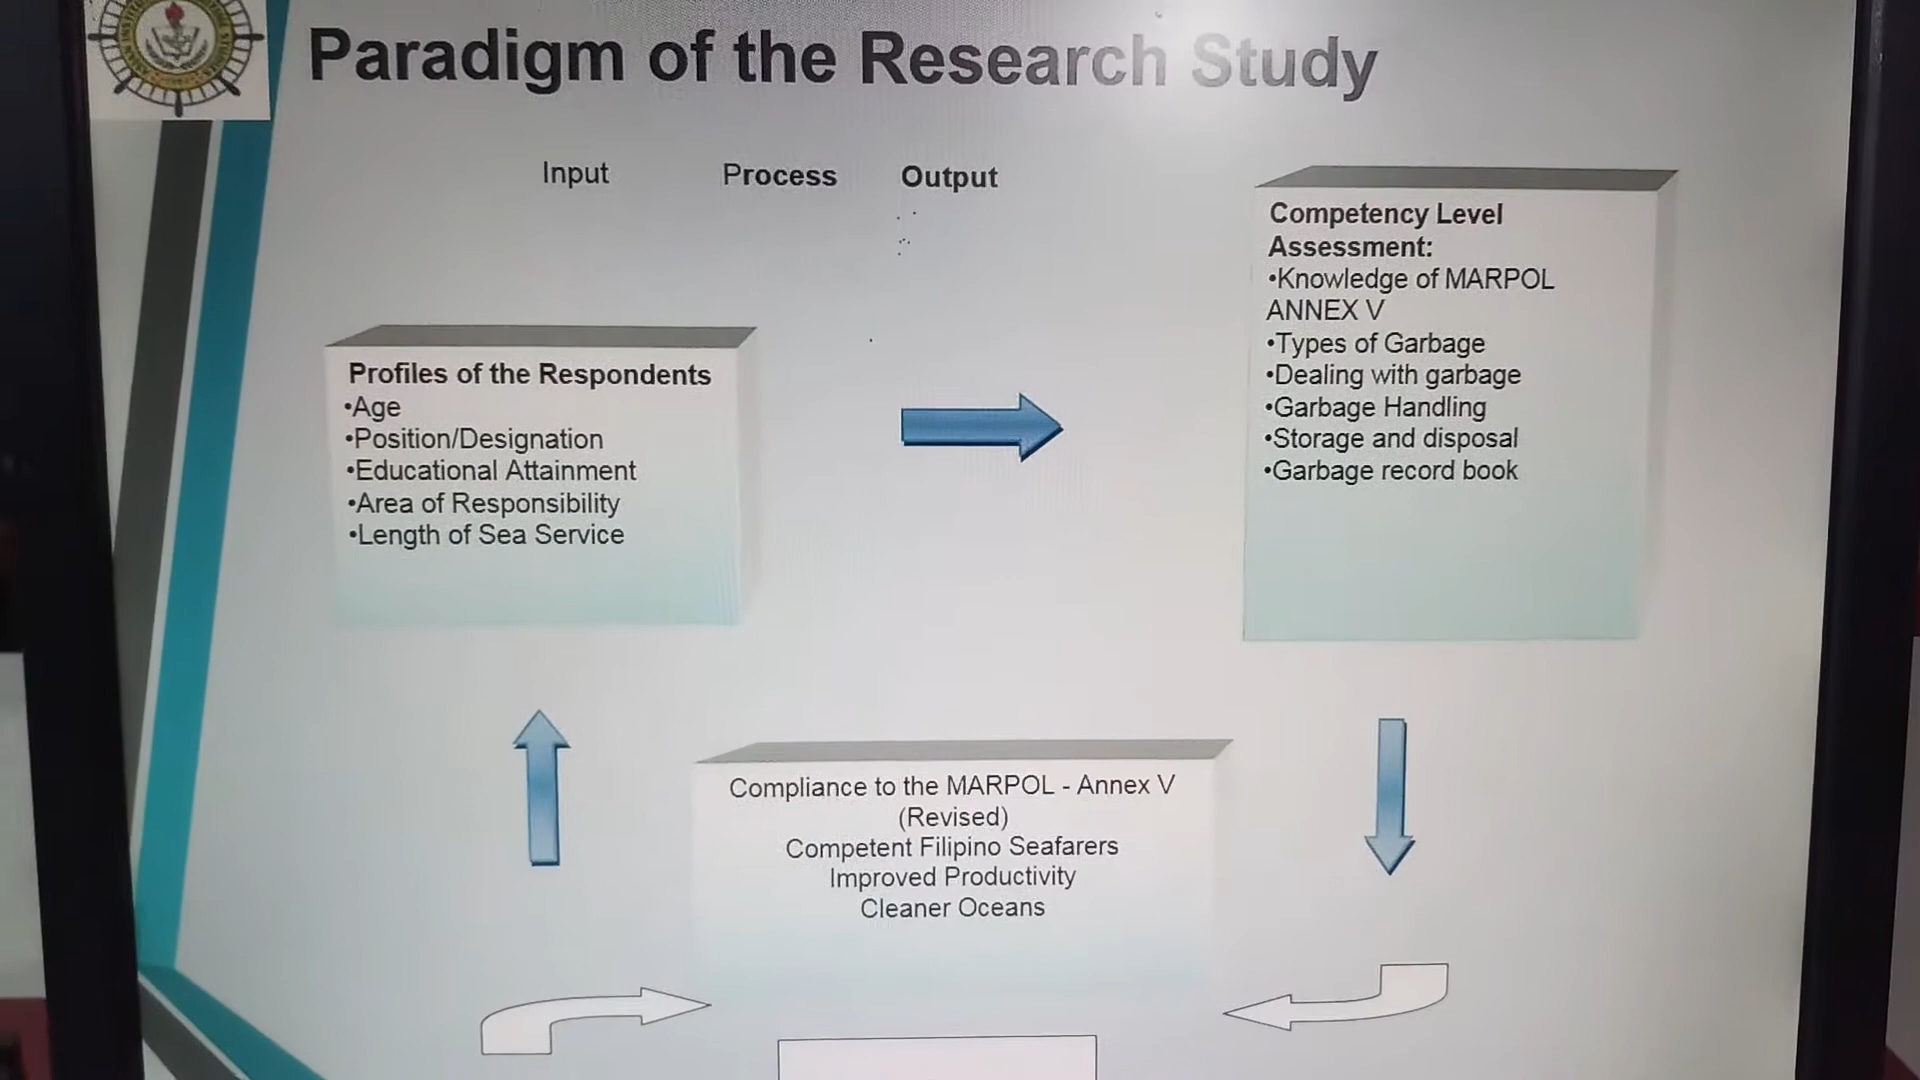 Paradigm of the Research Study
Input Process Output
Profiles of the Respondents
•Age
•Position/Designation
•Educational Attainment
•Area of Responsibility
•Length of Sea Service
Competency Level
Assessment:
•Knowledge of MARPOL
ANNEX V
•Types of Garbage
•Dealing with garbage
•Garbage Handling
•Storage and disposal
•Garbage record book
Compliance to the MARPOL - Annex V
(Revised)
Competent Filipino Seafarers
Improved Productivity
Cleaner Oceans